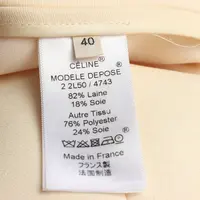 40
CÉLINE
MODELE DEPOSE
2 2L50 / 4743
82% Laine
18% Soie
Autre Tissu
76% Polyester
24% Soie
Made in France
フランス製
法国制造